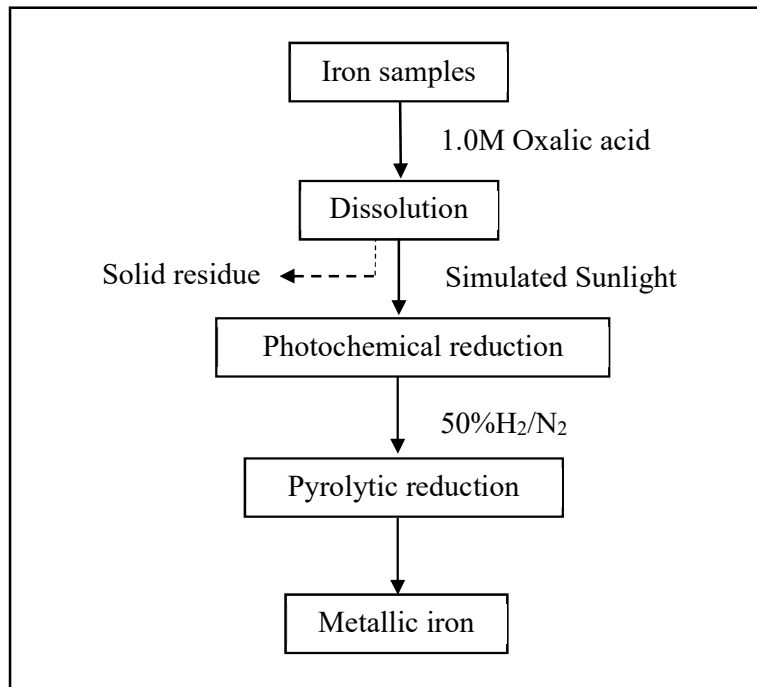 Iron samples
1.0M Oxalic acid
Dissolution
Solid residue
Simulated Sunlight
Photochemical reduction
50%H₂/N₂
Pyrolytic reduction
Metallic iron